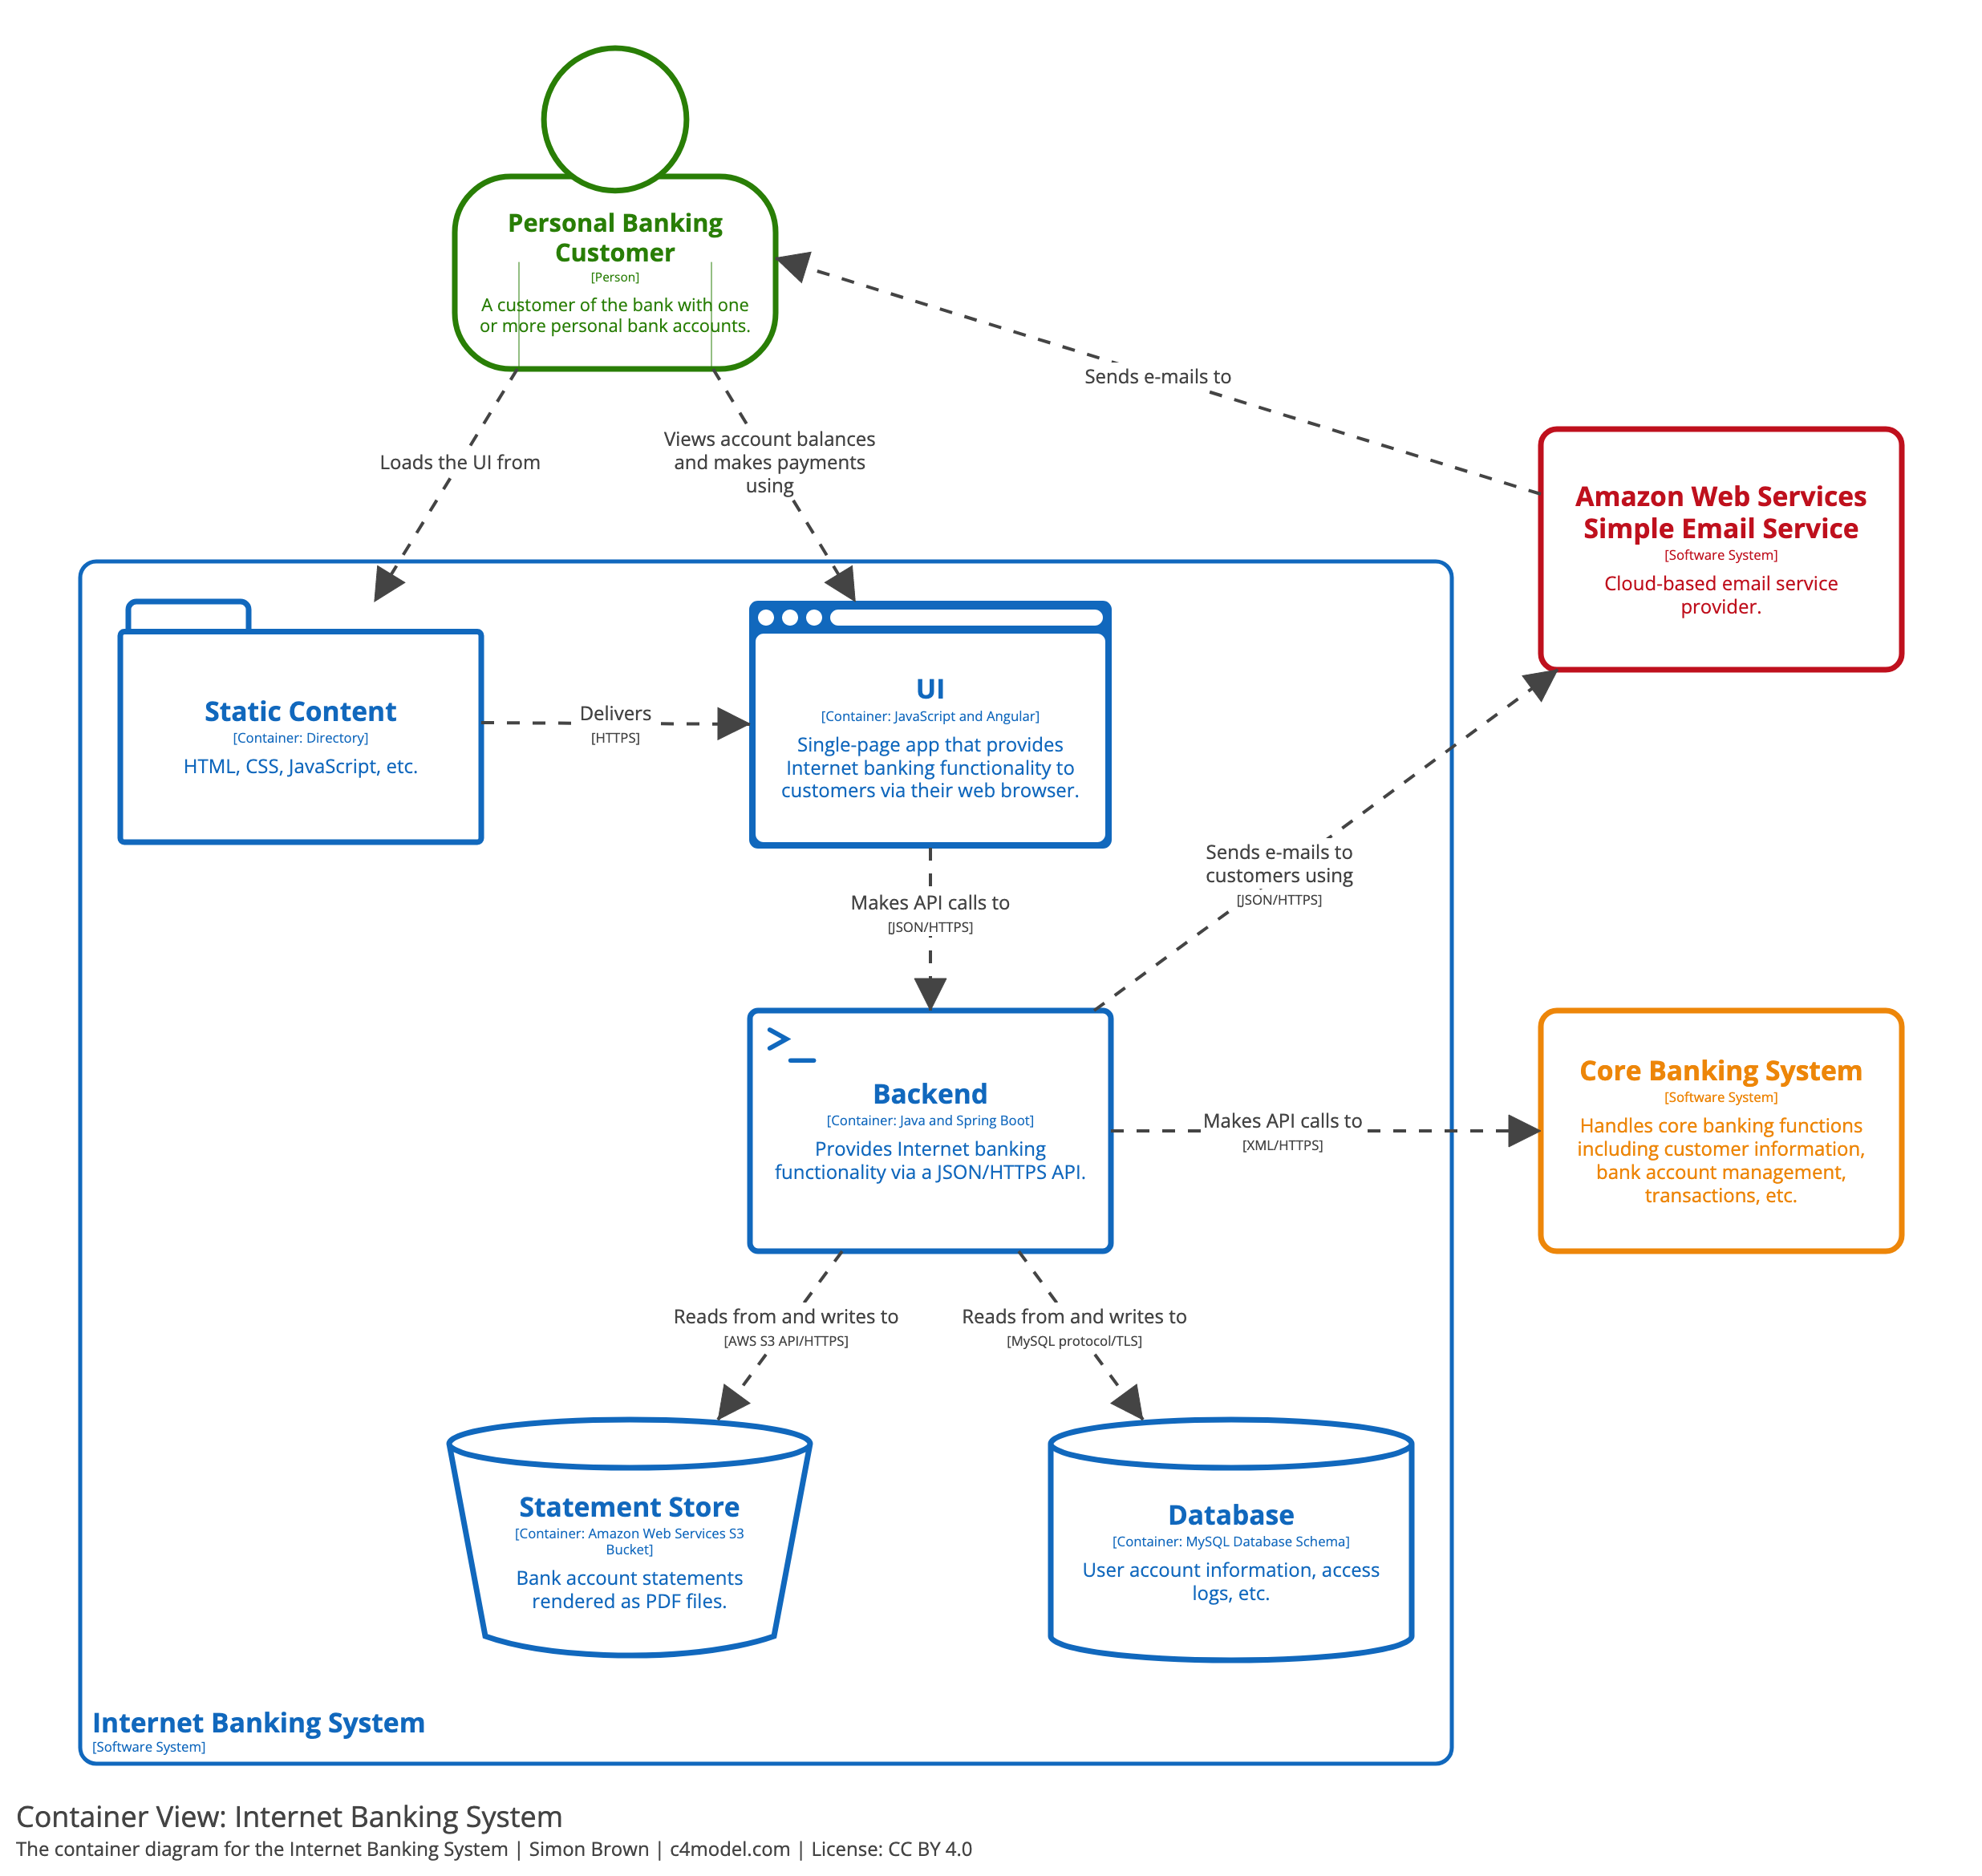 Personal Banking
Customer
[Person]
A customer of the bank with one
or more personal bank accounts.
Sends e-mails to
Loads the UI from
Views account balances
and makes payments
using
Amazon Web Services
Simple Email Service
[Software System]
Cloud-based email service
provider.
Static Content
[Container: Directory]
HTML, CSS, JavaScript, etc.
Delivers
[HTTPS]
UI
[Container: JavaScript and Angular]
Single-page app that provides
Internet banking functionality to
customers via their web browser.
Makes API calls to
[JSON/HTTPS]
Sends e-mails to
customers using
[JSON/HTTPS]
>_
Backend
[Container: Java and Spring Boot]
Provides Internet banking
functionality via a JSON/HTTPS API.
Makes API calls to
[XML/HTTPS]
Core Banking System
[Software System]
Handles core banking functions
including customer information,
bank account management,
transactions, etc.
Reads from and writes to
[AWS S3 API/HTTPS]
Reads from and writes to
[MySQL protocol/TLS]
Statement Store
[Container: Amazon Web Services S3
Bucket]
Bank account statements
rendered as PDF files.
Database
[Container: MySQL Database Schema]
User account information, access
logs, etc.
Internet Banking System
[Software System]
Container View: Internet Banking System
The container diagram for the Internet Banking System | Simon Brown | c4model.com | License: CC BY 4.0